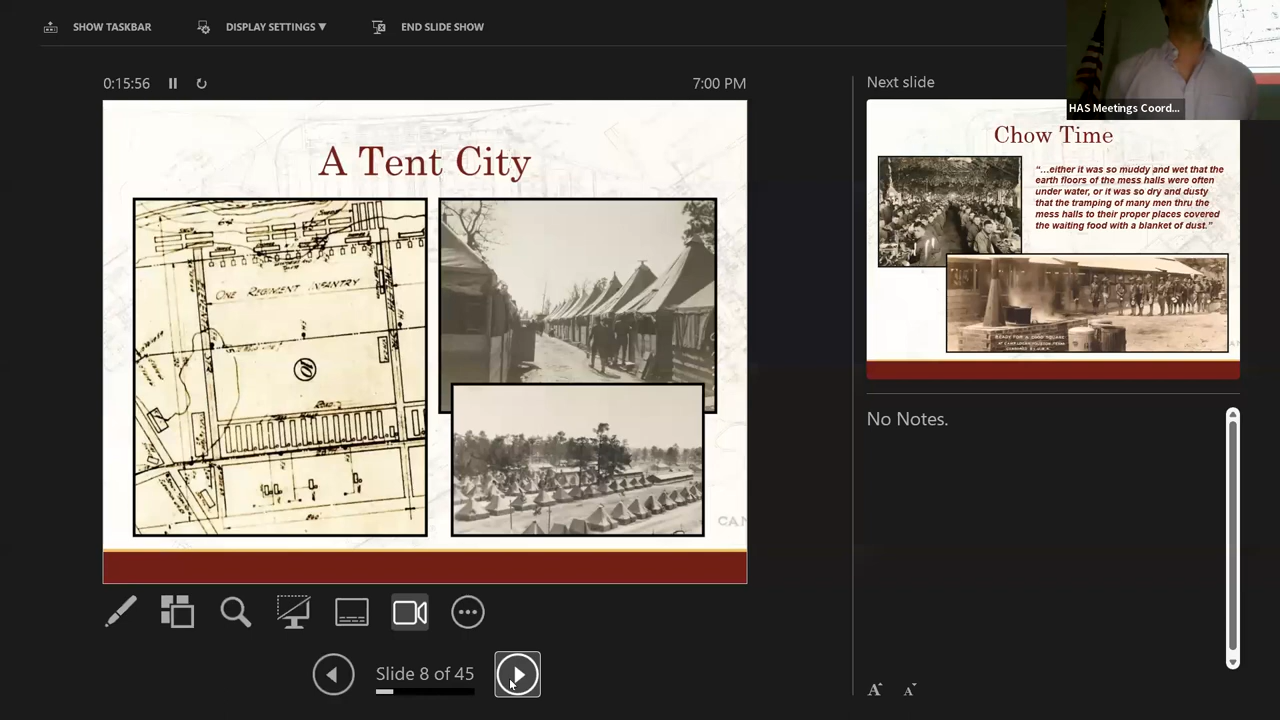 SHOW TASKBAR
DISPLAY SETTINGS ▼
END SLIDE SHOW
0:15:56
7:00 PM
A Tent City
ONE REGIMENT INFANTRY
CAN
Slide 8 of 45
Next slide
HAS Meetings Coord...
Chow Time
“...either it was so muddy and wet that the
earth floors of the mess halls were often
under water, or it was so dry and dusty
that the tramping of many men thru the
mess halls to their proper places covered
the waiting food with a blanket of dust.”
No Notes.
A A